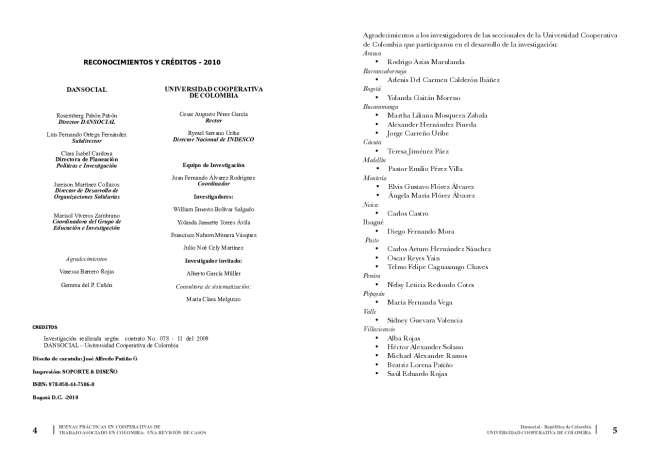 RECONOCIMIENTOS Y CRÉDITOS - 2010
DANSOCIAL
Rosemberg Pabón Pabón
Director DANSOCIAL
Luis Fernando Ortega Fernández
Subdirector
Clara Isabel Cardona
Directora de Planeación
Políticas e Investigación
Jarrison Martínez Collazos
Director de Desarrollo de
Organizaciones Solidarias
Marisol Viveros Zambrano
Coordinadora del Grupo de
Educación e Investigación
Agradecimientos
Vanessa Barrero Rojas
Gemma del P. Cañón
UNIVERSIDAD COOPERATIVA
DE COLOMBIA
Cesar Augusto Pérez García
Rector
Rymel Serrano Uribe
Director Nacional de INDESCO
Equipo de Investigación
Juan Fernando Álvarez Rodríguez
Coordinador
Investigadores:
William Ernesto Bolívar Salgado
Yolanda Jannette Torres Ávila
Francisco Nahum Múnera Vásquez
Julio Noé Cely Martínez
Investigador invitado:
Alberto García Müller
Consultora de sistematización:
María Clara Melguizo
CREDITOS
Investigación realizada según contrato No. 078 - 11 del 2009
DANSOCIAL - Universidad Cooperativa de Colombia
Diseño de caratula: José Alfredo Patiño G
Impresión: SOPORTE & DISEÑO
ISBN: 978-958-44-7506-0
Bogotá D.C. -2010
4
BUENAS PRÁCTICAS EN COOPERATIVAS DE
TRABAJO ASOCIADO EN COLOMBIA: UNA REVISIÓN DE CASOS
Agradecimientos a los investigadores de las seccionales de la Universidad Cooperativa
de Colombia que participaron en el desarrollo de la investigación:
Arauca
• Rodrigo Arias Marulanda
Barrancabermeja
• Adenis Del Carmen Calderón Ibáñez
Bogotá
• Yolanda Gaitán Moreno
Bucaramanga
• Martha Liliana Mosquera Zabala
• Alexander Hernández Pineda
• Jorge Carreño Uribe
Cúcuta
• Teresa Jiménez Páez
Medellín
• Pastor Emilio Pérez Villa
Montería
• Elvis Gustavo Flórez Álvarez
• Ángela María Flórez Alvarez
Neiva
• Carlos Castro
Ibagué
• Diego Fernando Mora
Pasto
• Carlos Arturo Hernández Sánchez
• Oscar Reyes Yain
• Telmo Felipe Caguasango Chaves
Pereira
• Nelsy Leticia Redondo Cotes
Popayán
• María Fernanda Vega
Valle
• Sidney Guevara Valencia
Villavicencio
• Alba Rojas
• Héctor Alexander Solano
• Michael Alexandre Ramos
• Beatriz Lorena Patiño
• Saúl Eduardo Rojas
Dansocial - República de Colombia
UNIVERSIDAD COOPERATIVA DE COLOMBIA
5